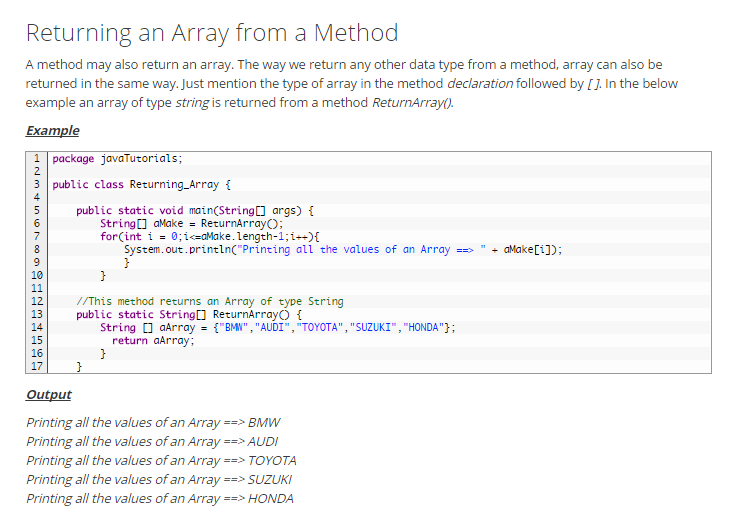 Returning an Array from a Method
A method may also return an array. The way we return any other data type from a method, array can also be
returned in the same way. Just mention the type of array in the method declaration followed by [ ]. In the below
example an array of type string is returned from a method ReturnArray().
Example
1 package javaTutorials;
2
3 public class Returning_Array {
4
5     public static void main(String[] args) {
6         String[] aMake = ReturnArray();
7         for(int i = 0;i<=aMake.length-1;i++){
8             System.out.println("Printing all the values of an Array ==> " + aMake[i]);
9             }
10         }
11
12     //This method returns an Array of type String
13     public static String[] ReturnArray() {
14         String [] aArray = {"BMW","AUDI","TOYOTA","SUZUKI","HONDA"};
15           return aArray;
16         }
17     }
Output
Printing all the values of an Array ==> BMW
Printing all the values of an Array ==> AUDI
Printing all the values of an Array ==> TOYOTA
Printing all the values of an Array ==> SUZUKI
Printing all the values of an Array ==> HONDA